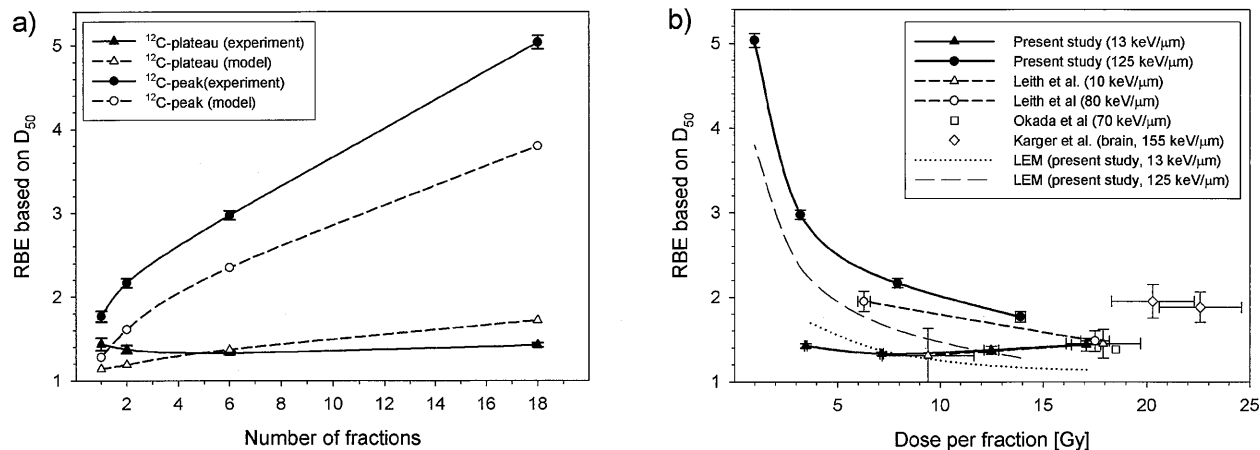 a)
¹²C-plateau (experiment)
¹²C-plateau (model)
¹²C-peak(experiment)
¹²C-peak (model)
5
4
3
2
1
RBE based on D₅₀
2 4 6 8 10 12 14 16 18
Number of fractions
b)
Present study (13 keV/μm)
Present study (125 keV/μm)
Leith et al. (10 keV/μm)
Leith et al (80 keV/μm)
Okada et al (70 keV/μm)
Karger et al. (brain, 155 keV/μm)
LEM (present study, 13 keV/μm)
LEM (present study, 125 keV/μm)
5
4
3
2
1
RBE based on D₅₀
5 10 15 20 25
Dose per fraction [Gy]